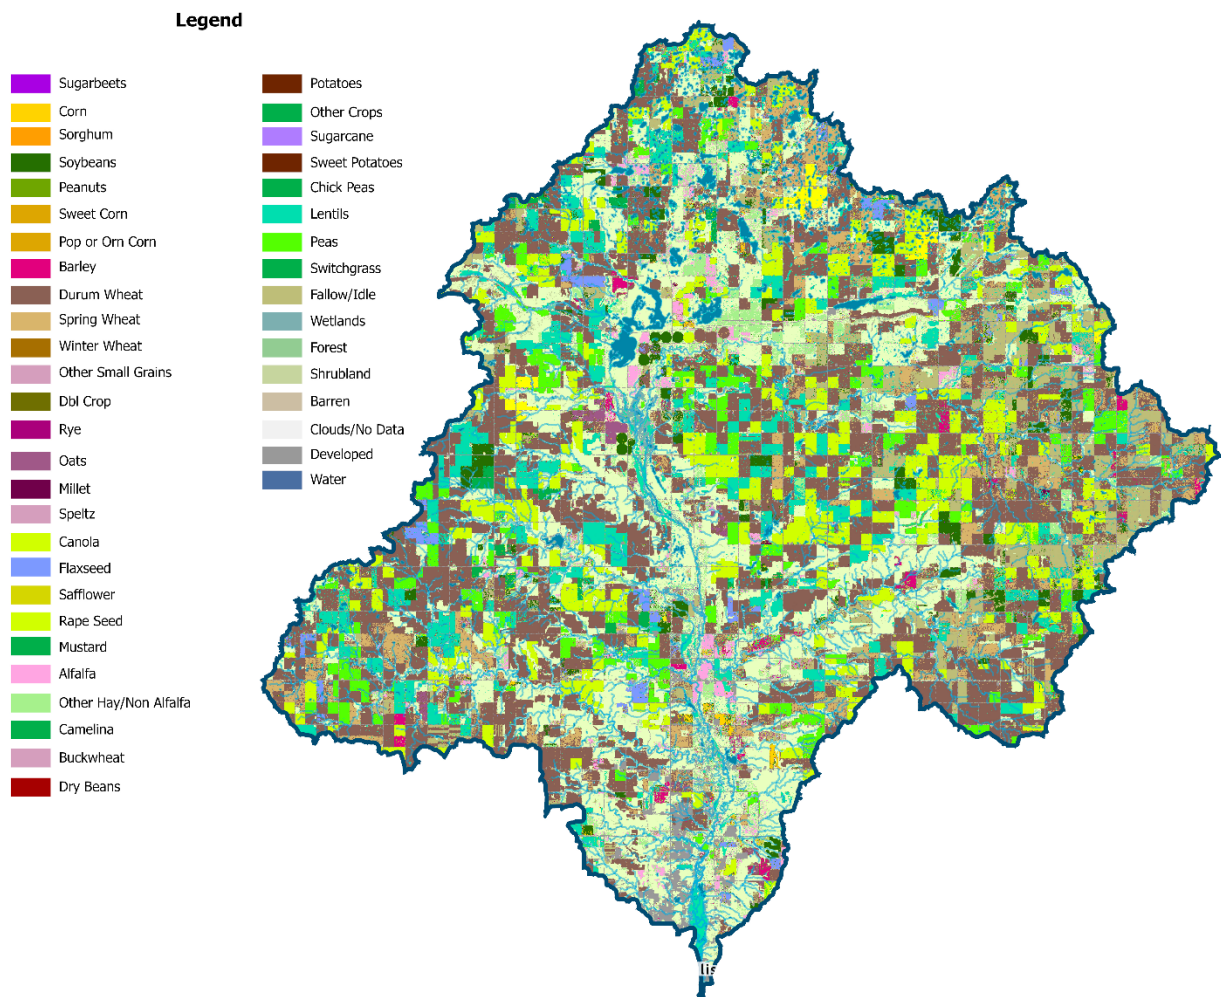 Legend
Sugarbeets
Corn
Sorghum
Soybeans
Peanuts
Sweet Corn
Pop or Orn Corn
Barley
Durum Wheat
Spring Wheat
Winter Wheat
Other Small Grains
Dbl Crop
Rye
Oats
Millet
Speltz
Canola
Flaxseed
Safflower
Rape Seed
Mustard
Alfalfa
Other Hay/Non Alfalfa
Camelina
Buckwheat
Dry Beans
Potatoes
Other Crops
Sugarcane
Sweet Potatoes
Chick Peas
Lentils
Peas
Switchgrass
Fallow/Idle
Wetlands
Forest
Shrubland
Barren
Clouds/No Data
Developed
Water
lis